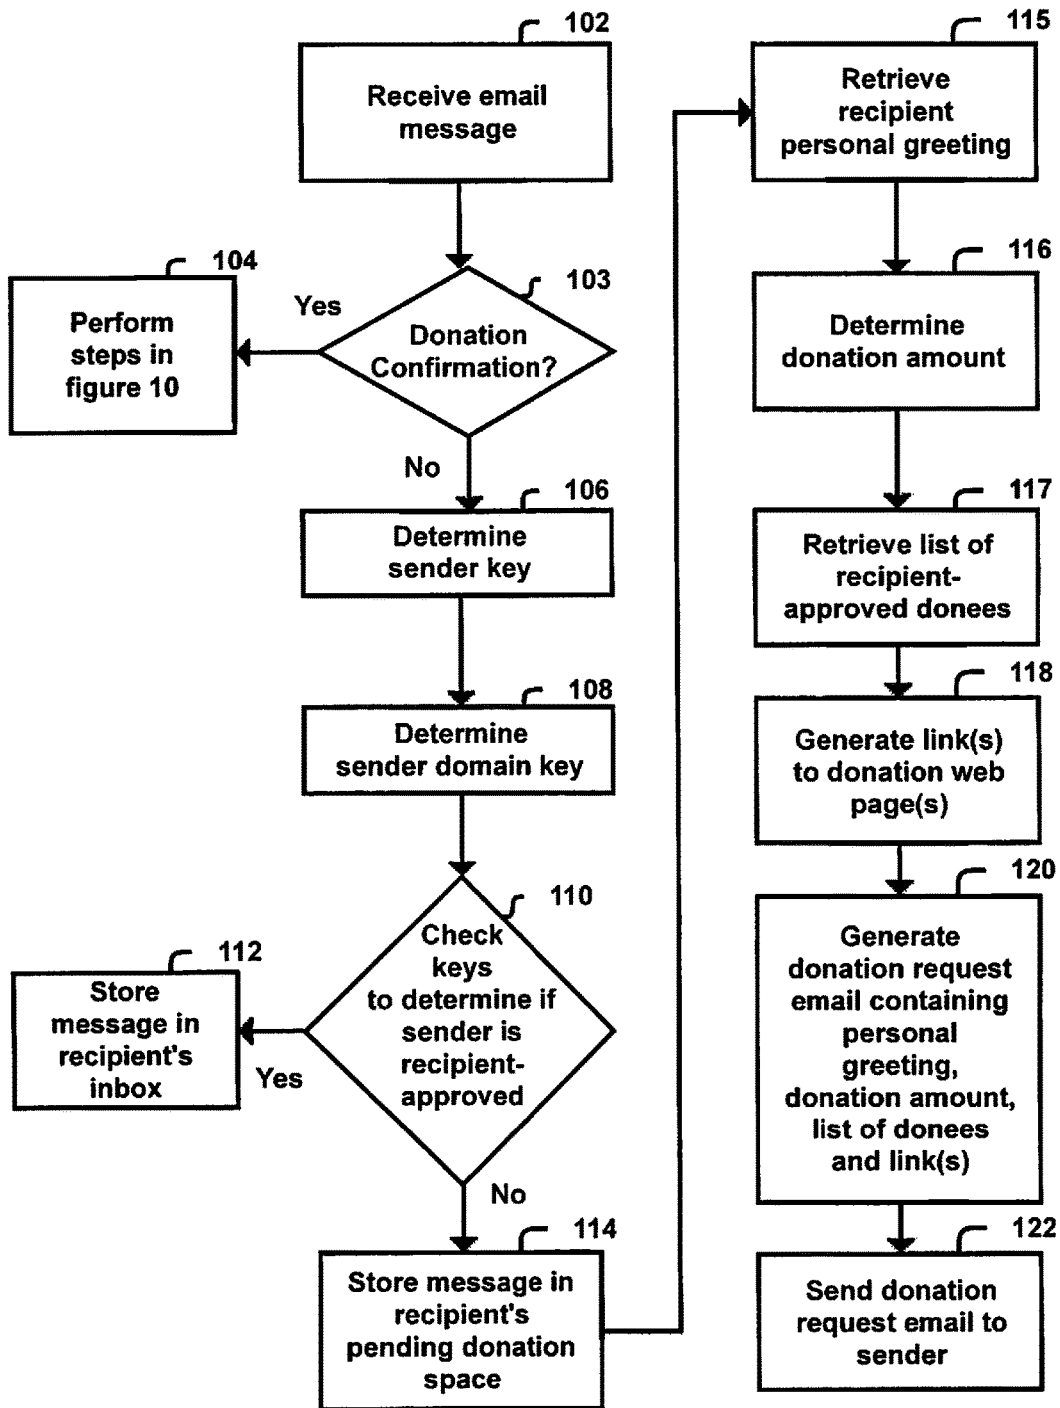 102
Receive email
message
103
Donation
Confirmation?
Yes
104
Perform
steps in
figure 10
No
106
Determine
sender key
108
Determine
sender domain key
110
Check
keys
to determine if
sender is
recipient-
approved
Yes
112
Store
message in
recipient's
inbox
No
114
Store message in
recipient's
pending donation
space
115
Retrieve
recipient
personal greeting
116
Determine
donation amount
117
Retrieve list of
recipient-
approved donees
118
Generate link(s)
to donation web
page(s)
120
Generate
donation request
email containing
personal
greeting,
donation amount,
list of donees
and link(s)
122
Send donation
request email to
sender